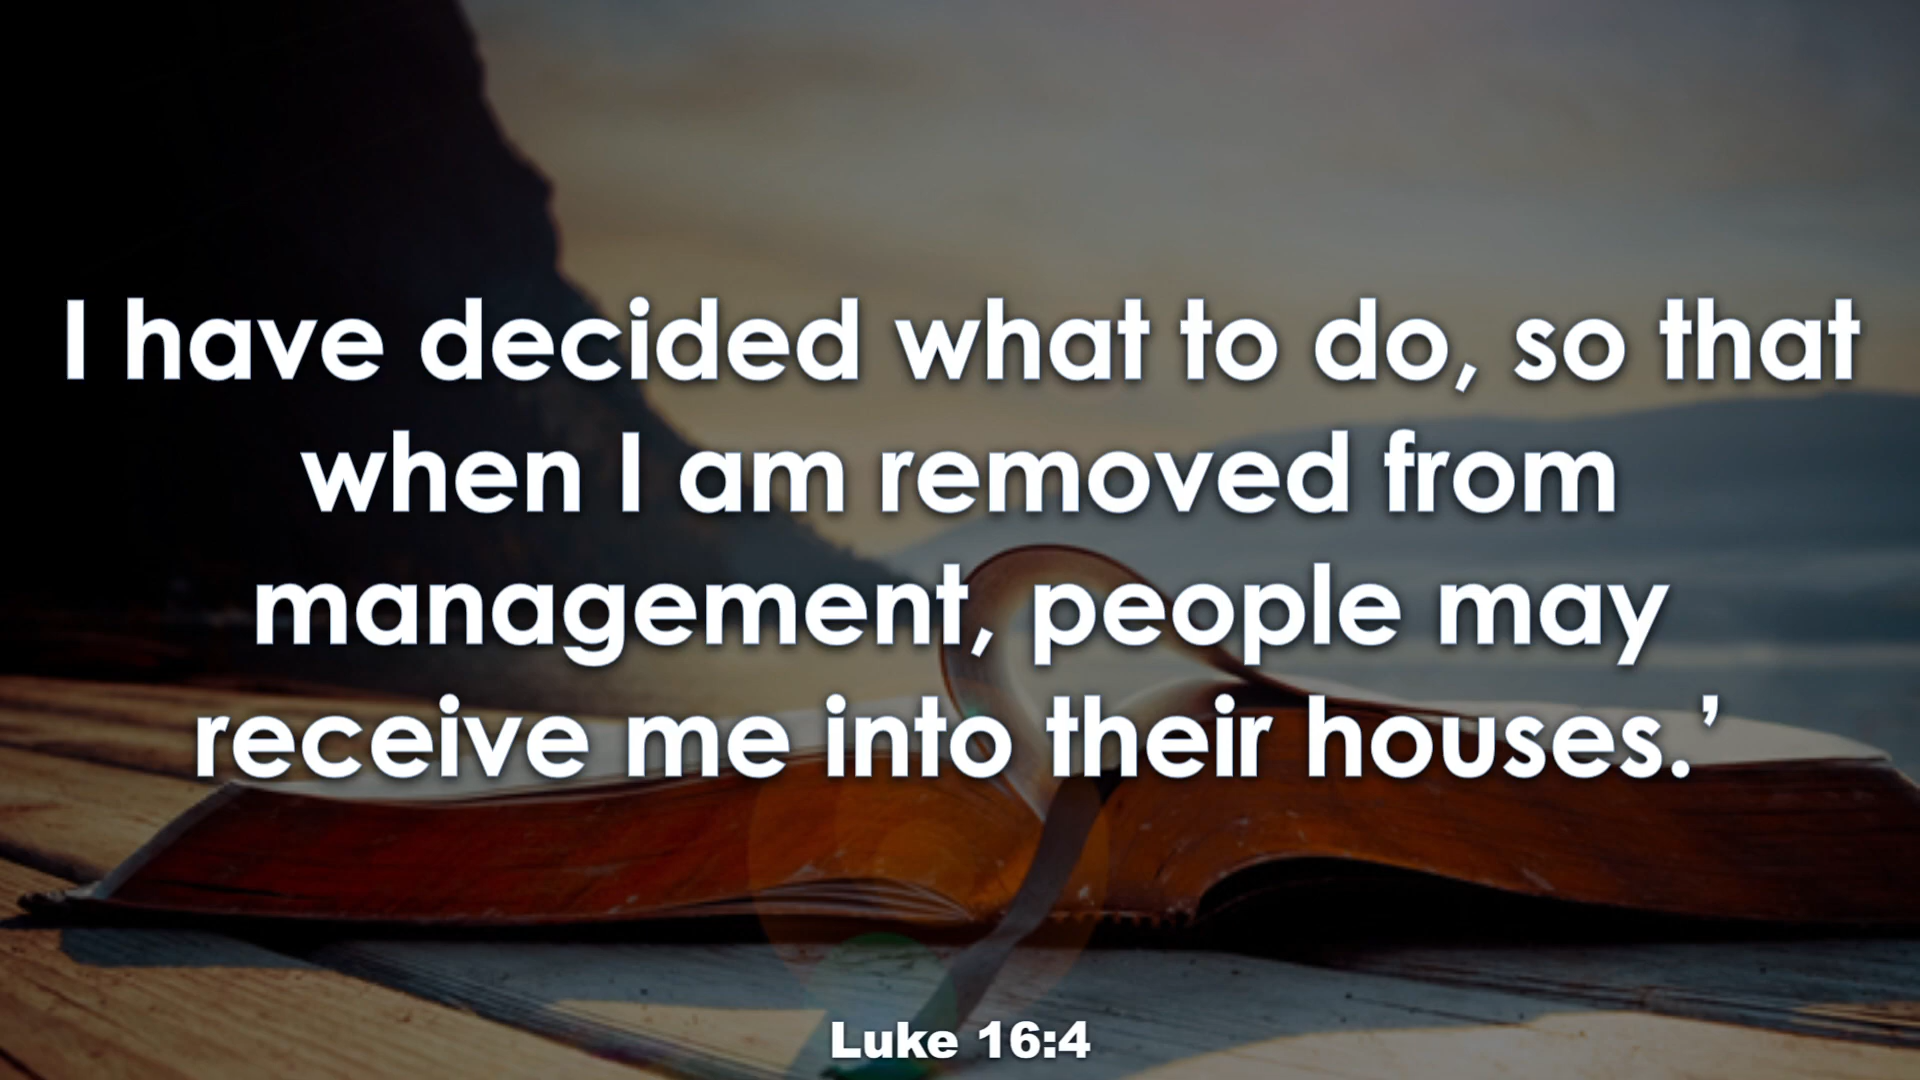 I have decided what to do, so that
when I am removed from
management, people may
receive me into their houses.’
Luke 16:4